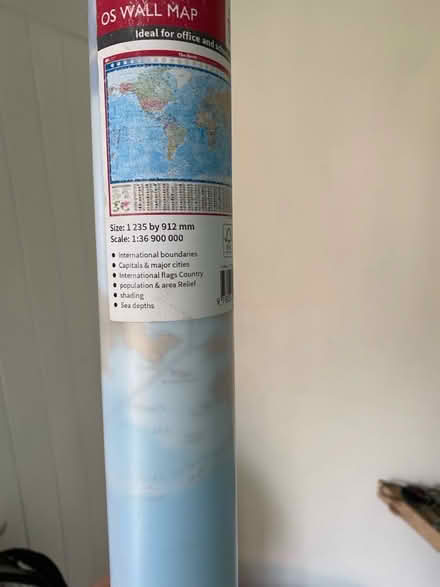 OS WALL MAP
Ideal for office and
Size: 1 235 by 912 mm
Scale: 1:36 900 000
International boundaries
Capitals & major cities
International flags Country
population & area Relief
shading
Sea depths